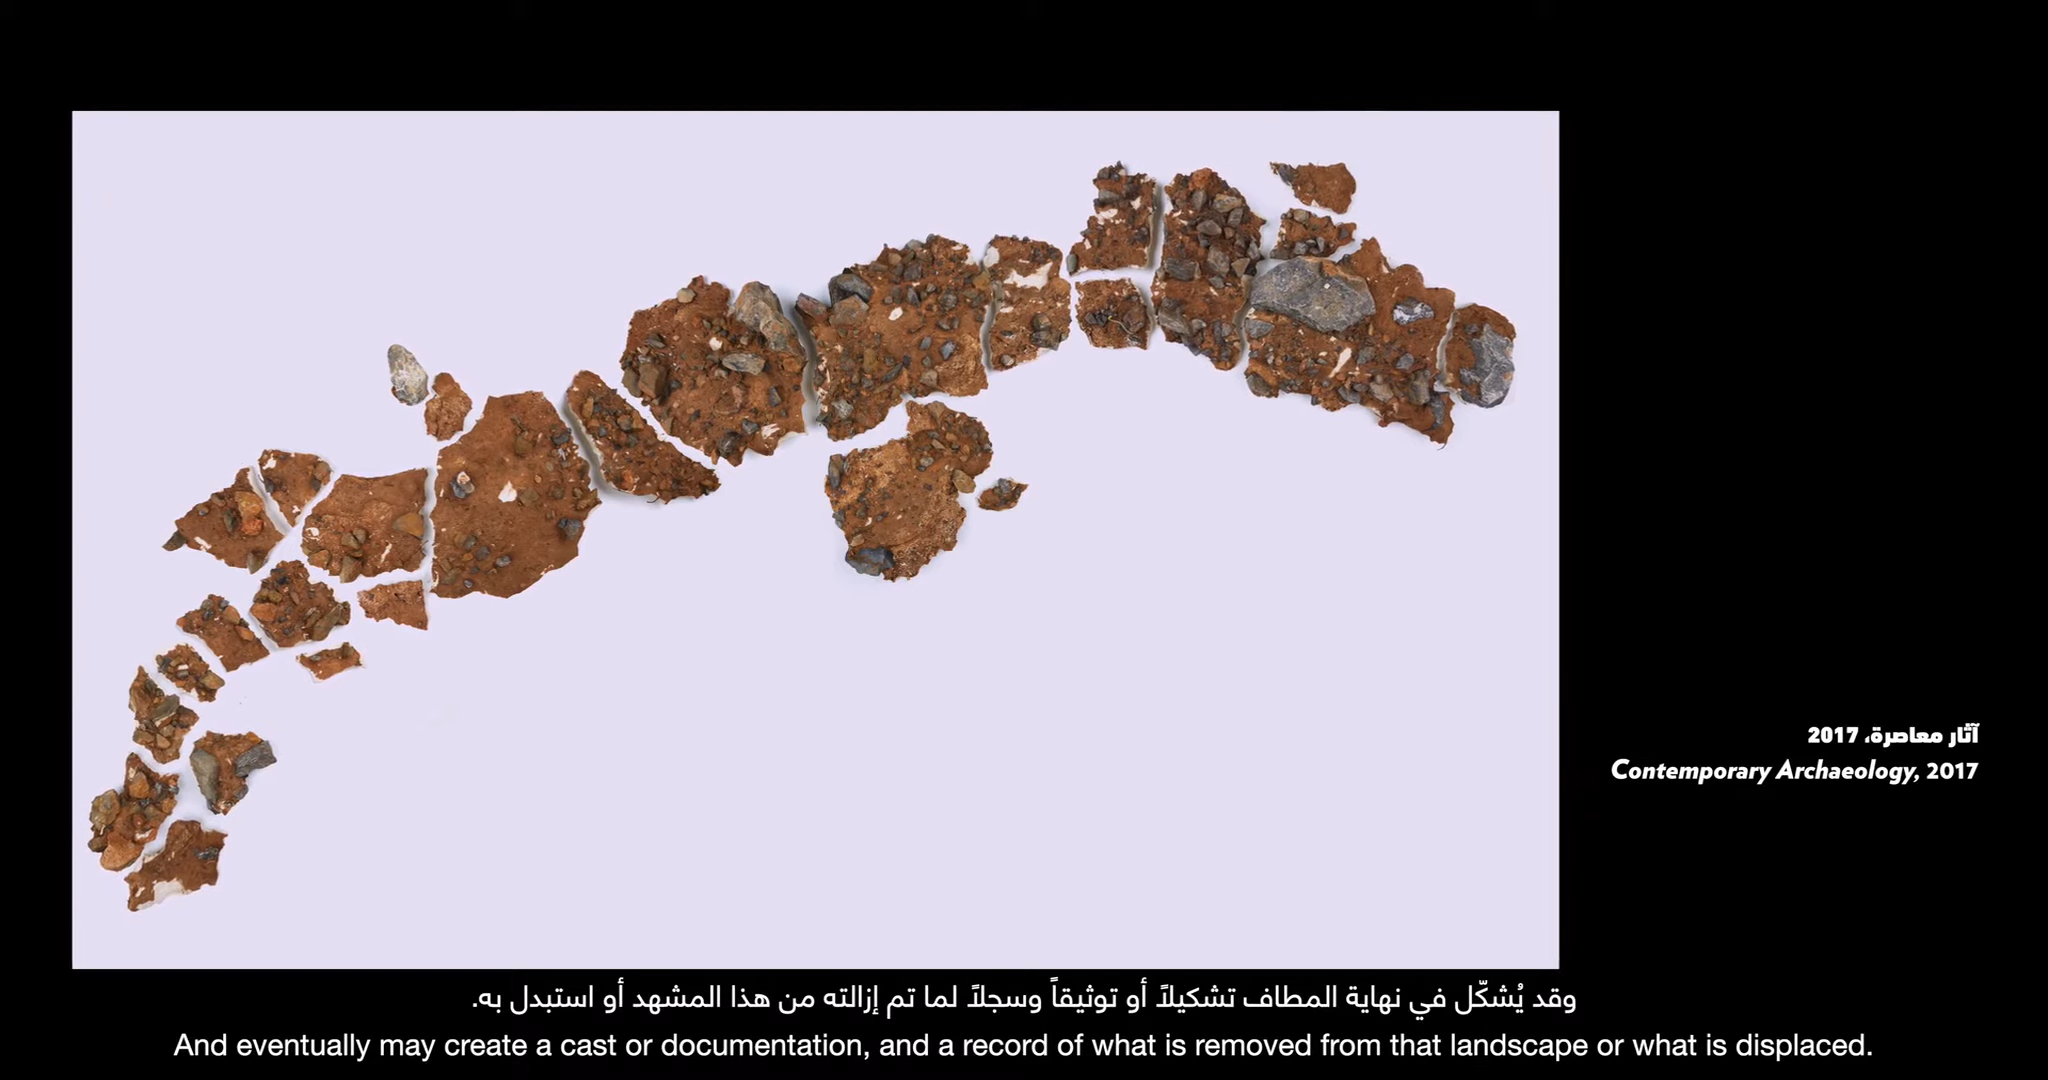 آثار معاصرة، 2017
Contemporary Archaeology, 2017
وقد يُشكّل في نهاية المطاف تشكيلاً أو توثيقاً وسجلاً لما تم إزالته من هذا المشهد أو استبدل به.
And eventually may create a cast or documentation, and a record of what is removed from that landscape or what is displaced.